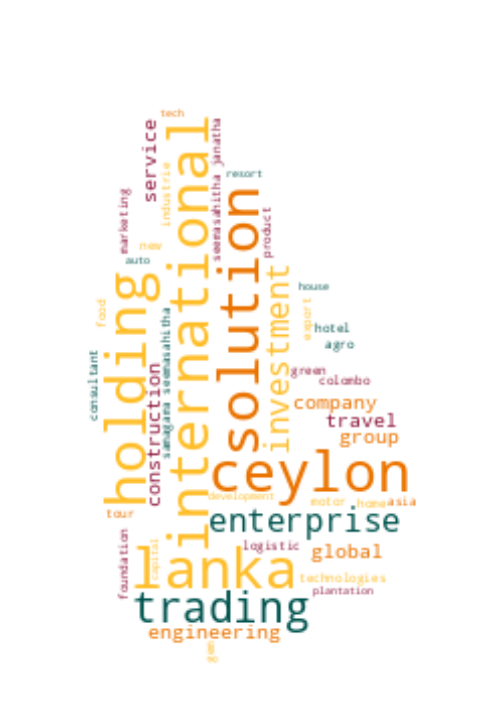 tech
service
international
janatha
seemasahitha
industrie
resort
marketing
solution
product
new
auto
holding
investment
house
food
export
hotel
samagama seemasahitha
agro
consultant
construction
green
colombo
company
travel
group
ceylon
development
motor
home
asia
tour
enterprise
foundation
capital
logistic
global
lanka
technologies
plantation
trading
engineering